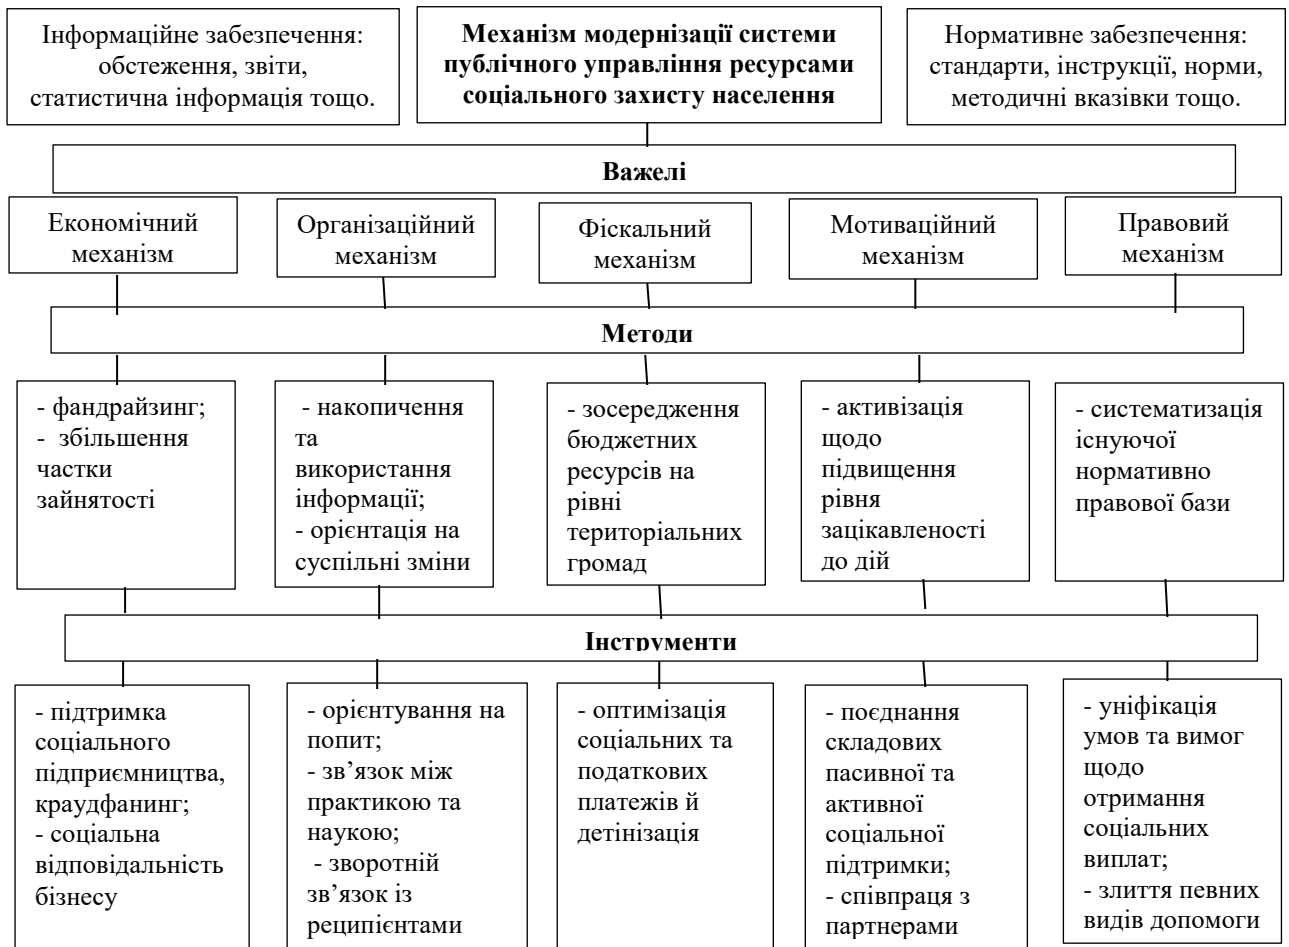 Інформаційне забезпечення:
обстеження, звіти,
статистична інформація тощо.
Механізм модернізації системи
публічного управління ресурсами
соціального захисту населення
Нормативне забезпечення:
стандарти, інструкції, норми,
методичні вказівки тощо.
Важелі
Економічний
механізм
Організаційний
механізм
Фіскальний
механізм
Мотиваційний
механізм
Правовий
механізм
Методи
- фандрайзинг;
- збільшення
частки
зайнятості
- накопичення
та
використання
інформації;
- орієнтація на
суспільні зміни
- зосередження
бюджетних
ресурсів на
рівні
територіальних
громад
- активізація
щодо
підвищення
рівня
зацікавленості
до дій
- систематизація
існуючої
нормативно
правової бази
Інструменти
- підтримка
соціального
підприємництва,
краудфанинг;
- соціальна
відповідальність
бізнесу
- орієнтування на
попит;
- зв’язок між
практикою та
наукою;
- зворотній
зв’язок із
реципієнтами
- оптимізація
соціальних та
податкових
платежів й
детінізація
- поєднання
складових
пасивної та
активної
соціальної
підтримки;
- співпраця з
партнерами
- уніфікація
умов та вимог
щодо
отримання
соціальних
виплат;
- злиття певних
видів допомоги